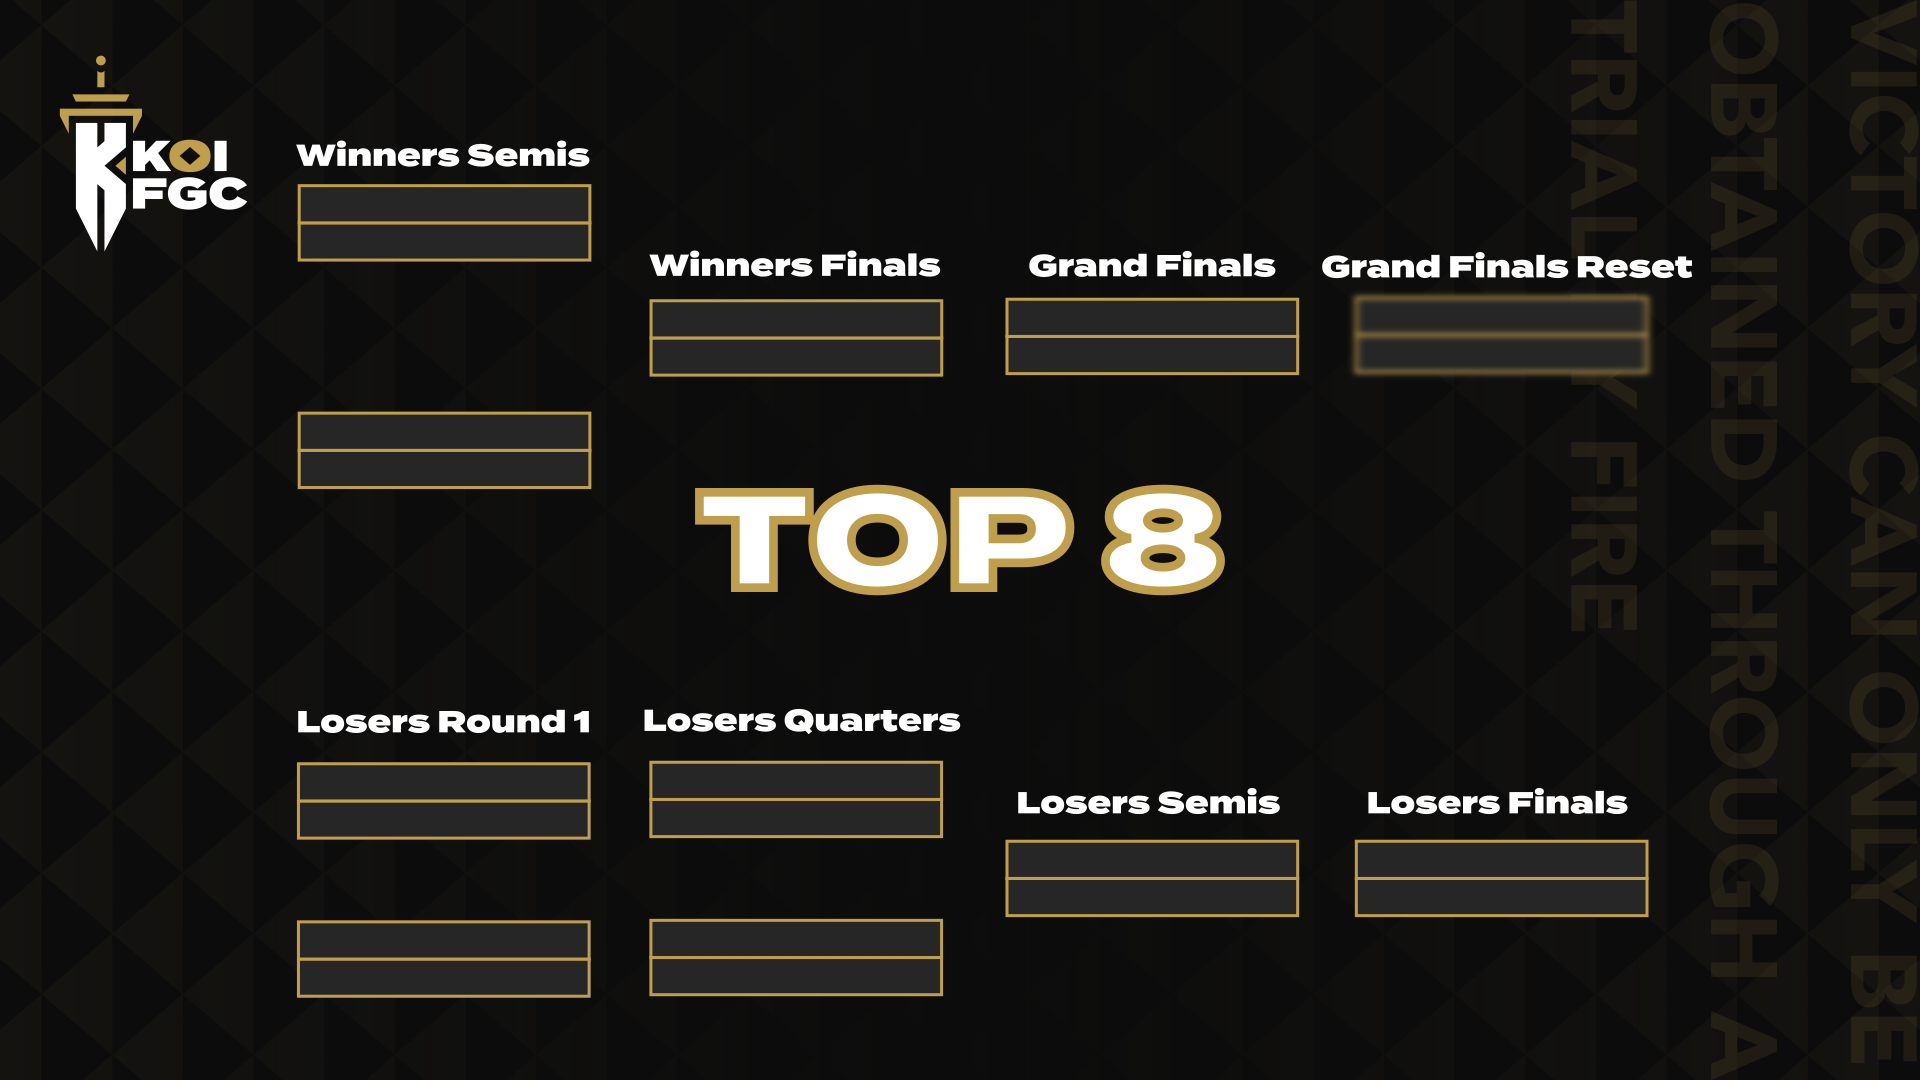 KOI
FGC
Winners Semis
Winners Finals
Grand Finals
Grand Finals Reset
TOP 8
Losers Round 1
Losers Quarters
Losers Semis
Losers Finals
VICTORY CAN ONLY BE
OBTAINED THROUGH A
TRIAL BY FIRE